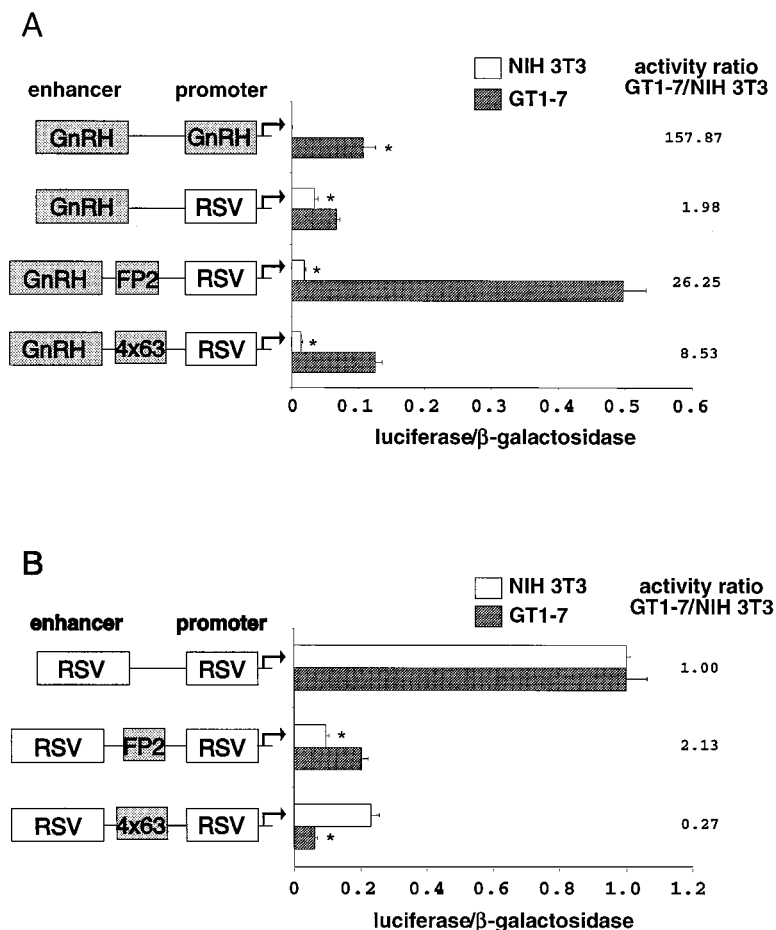 A
NIH 3T3
GT1-7
activity ratio
GT1-7/NIH 3T3
enhancer promoter
GnRH GnRH 157.87
*
GnRH RSV 1.98
*
GnRH FP2 RSV 26.25
*
GnRH 4x63 RSV 8.53
*
0 0.1 0.2 0.3 0.4 0.5 0.6
luciferase/β-galactosidase
B
NIH 3T3
GT1-7
activity ratio
GT1-7/NIH 3T3
enhancer promoter
RSV RSV 1.00
RSV FP2 RSV 2.13
*
RSV 4x63 RSV 0.27
*
0 0.2 0.4 0.6 0.8 1.0 1.2
luciferase/β-galactosidase